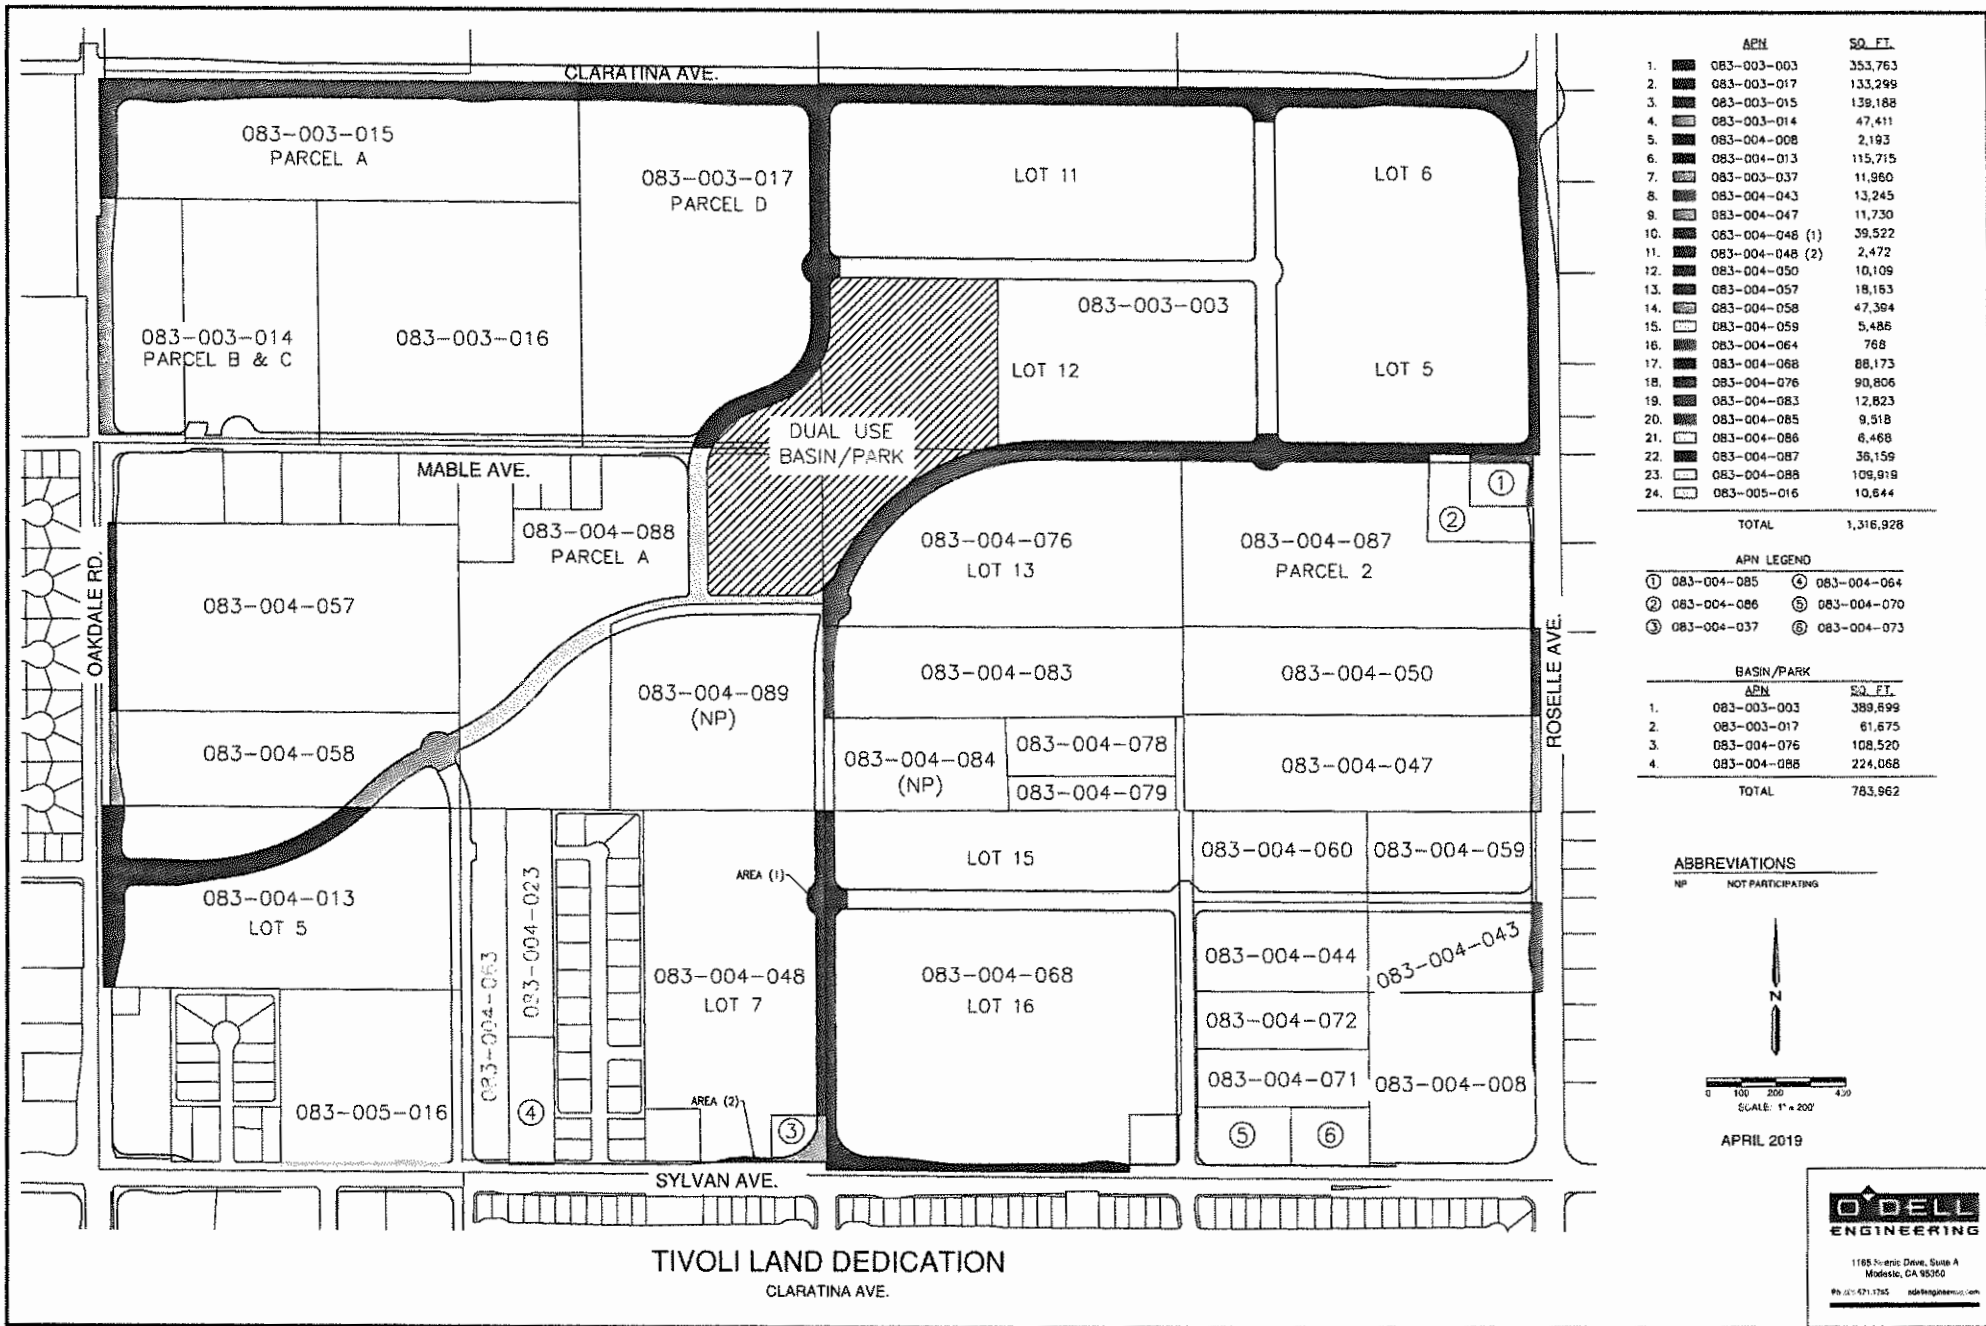 CLARATINA AVE.
083-003-015
PARCEL A
083-003-017
PARCEL D
LOT 11
LOT 6
083-003-014
PARCEL B & C
083-003-016
083-003-003
LOT 12
LOT 5
DUAL USE
BASIN/PARK
MABLE AVE.
OAKDALE RD.
083-004-088
PARCEL A
083-004-076
LOT 13
083-004-087
PARCEL 2
①
②
083-004-057
083-004-083
083-004-050
083-004-089
(NP)
ROSELLE AVE.
083-004-058
083-004-084
(NP)
083-004-078
083-004-079
083-004-047
LOT 15
083-004-060
083-004-059
AREA (1)
083-004-013
LOT 5
083-004-063
083-004-023
083-004-048
LOT 7
083-004-068
LOT 16
083-004-044
083-004-043
083-004-072
083-004-071
083-004-008
083-005-016
④
AREA (2)
③
⑤
⑥
SYLVAN AVE.
TIVOLI LAND DEDICATION
CLARATINA AVE.
APN SQ. FT.
1. 083-003-003 353,763
2. 083-003-017 133,299
3. 083-003-015 139,188
4. 083-003-014 47,411
5. 083-004-008 2,193
6. 083-004-013 115,715
7. 083-003-037 11,960
8. 083-004-043 13,245
9. 083-004-047 11,730
10. 083-004-048 (1) 39,522
11. 083-004-048 (2) 2,472
12. 083-004-050 10,109
13. 083-004-057 18,163
14. 083-004-058 47,394
15. 083-004-059 5,486
16. 083-004-064 768
17. 083-004-068 88,173
18. 083-004-076 90,806
19. 083-004-083 12,823
20. 083-004-085 9,518
21. 083-004-086 6,468
22. 083-004-087 36,159
23. 083-004-088 109,919
24. 083-005-016 10,644
TOTAL 1,316,928
APN LEGEND
① 083-004-085 ④ 083-004-064
② 083-004-086 ⑤ 083-004-070
③ 083-004-037 ⑥ 083-004-073
BASIN/PARK
APN SQ. FT.
1. 083-003-003 389,699
2. 083-003-017 61,675
3. 083-004-076 108,520
4. 083-004-088 224,068
TOTAL 783,962
ABBREVIATIONS
NP NOT PARTICIPATING
N
0 100 200 400
SCALE: 1" = 200'
APRIL 2019
O'DELL
ENGINEERING
1165 Scenic Drive, Suite A
Modesto, CA 95350